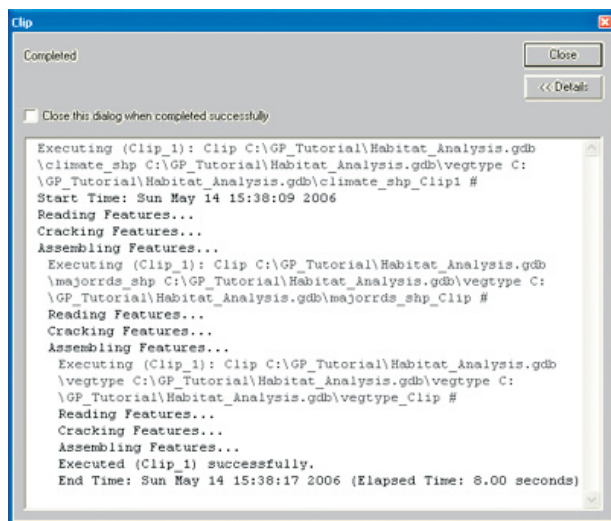 Clip
Completed
Close
<< Details
Close this dialog when completed successfully
Executing (Clip_1): Clip C:\GP_Tutorial\Habitat_Analysis.gdb
\climate_shp C:\GP_Tutorial\Habitat_Analysis.gdb\vegtype C:
\GP_Tutorial\Habitat_Analysis.gdb\climate_shp_Clip1 #
Start Time: Sun May 14 15:38:09 2006
Reading Features...
Cracking Features...
Assembling Features...
Executing (Clip_1): Clip C:\GP_Tutorial\Habitat_Analysis.gdb
\majorrds_shp C:\GP_Tutorial\Habitat_Analysis.gdb\vegtype C:
\GP_Tutorial\Habitat_Analysis.gdb\majorrds_shp_Clip #
Reading Features...
Cracking Features...
Assembling Features...
Executing (Clip_1): Clip C:\GP_Tutorial\Habitat_Analysis.gdb
\vegtype C:\GP_Tutorial\Habitat_Analysis.gdb\vegtype C:
\GP_Tutorial\Habitat_Analysis.gdb\vegtype_Clip #
Reading Features...
Cracking Features...
Assembling Features...
Executed (Clip_1) successfully.
End Time: Sun May 14 15:38:17 2006 (Elapsed Time: 8.00 seconds)